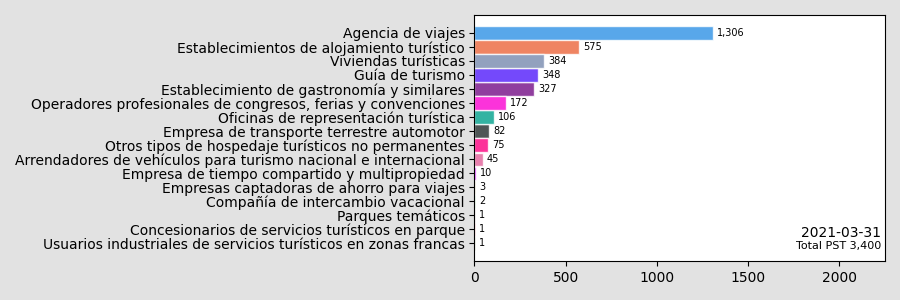 Agencia de viajes 1,306
Establecimientos de alojamiento turístico 575
Viviendas turísticas 384
Guía de turismo 348
Establecimiento de gastronomía y similares 327
Operadores profesionales de congresos, ferias y convenciones 172
Oficinas de representación turística 106
Empresa de transporte terrestre automotor 82
Otros tipos de hospedaje turísticos no permanentes 75
Arrendadores de vehículos para turismo nacional e internacional 45
Empresa de tiempo compartido y multipropiedad 10
Empresas captadoras de ahorro para viajes 3
Compañía de intercambio vacacional 2
Parques temáticos 1
Concesionarios de servicios turísticos en parque 1
Usuarios industriales de servicios turísticos en zonas francas 1
2021-03-31
Total PST 3,400
0 500 1000 1500 2000